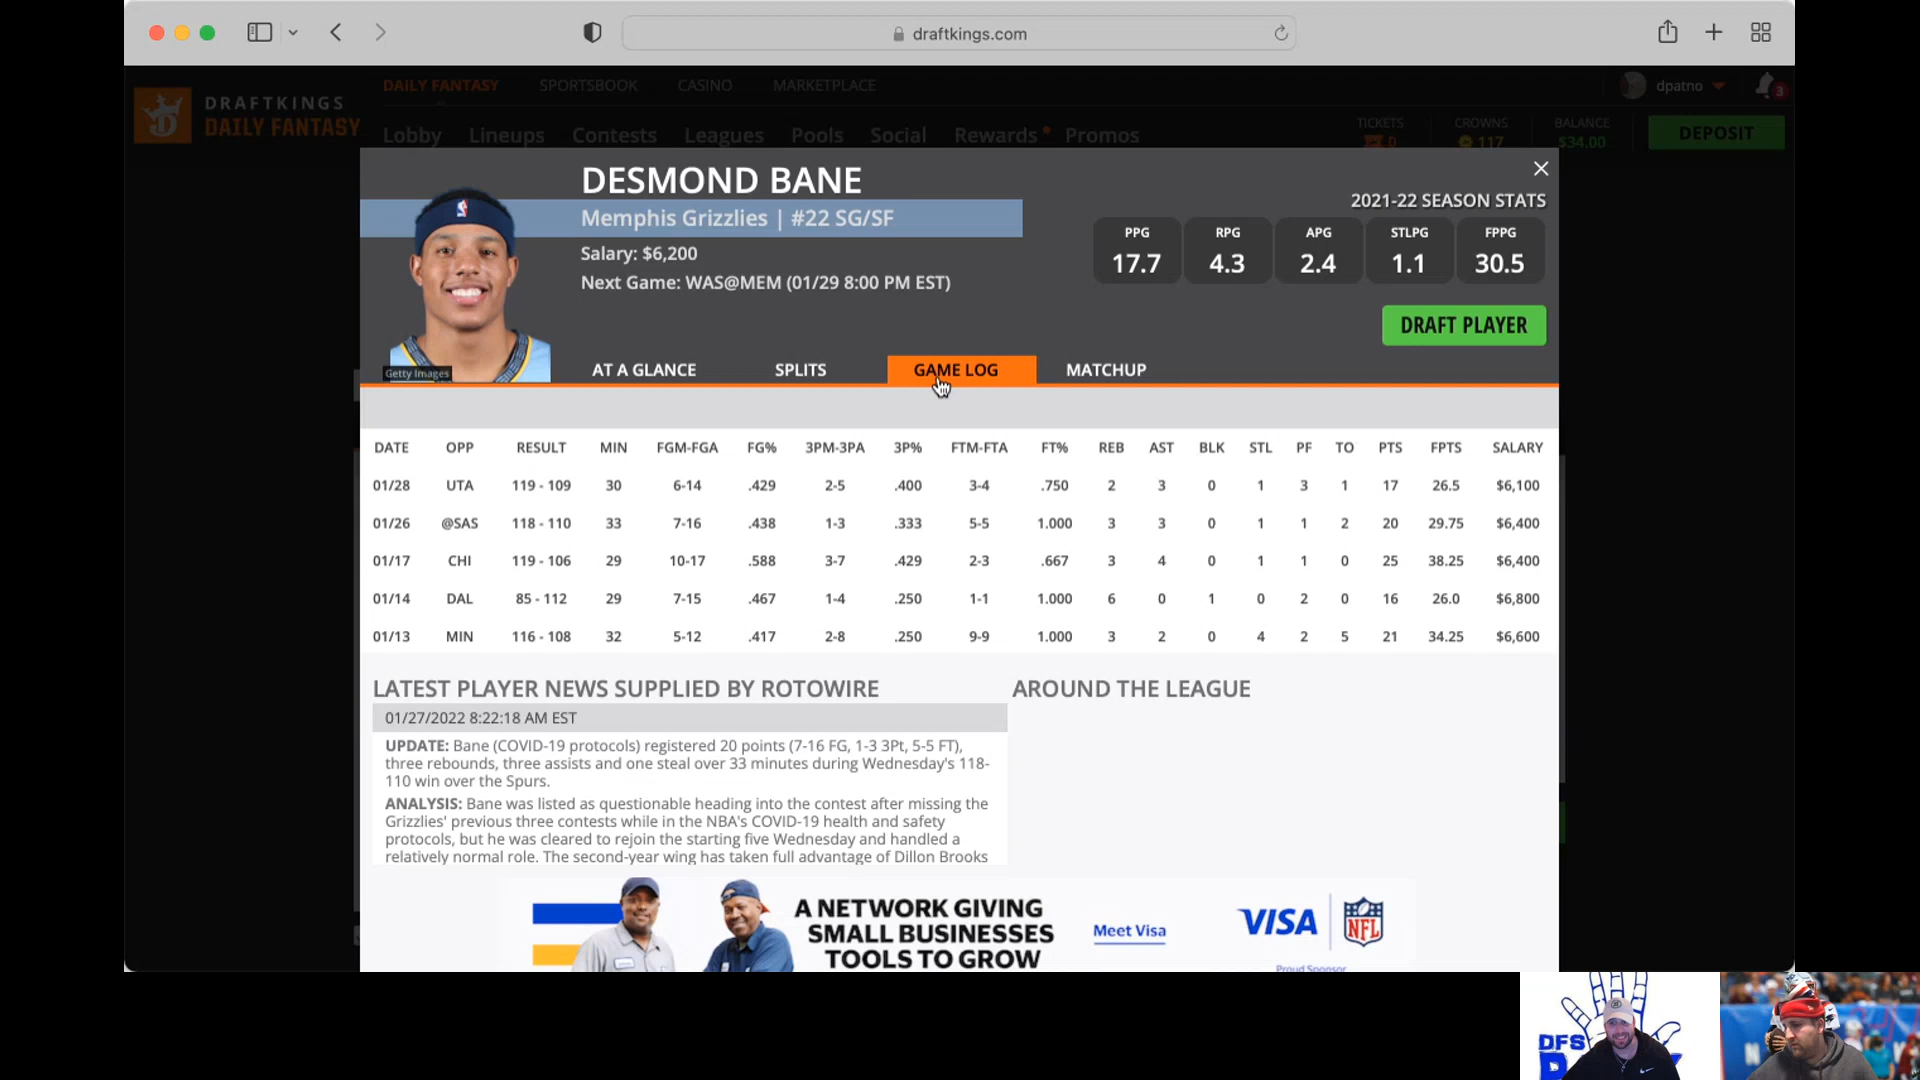 draftkings.com
DAILY FANTASY SPORTSBOOK CASINO MARKETPLACE
dpatno
3
DRAFTKINGS
DAILY FANTASY
Lobby Lineups Contests Leagues Pools Social Rewards Promos
TICKETS CROWNS BALANCE
0 117 $34.00
DEPOSIT
DESMOND BANE
Memphis Grizzlies | #22 SG/SF
Salary: $6,200
Next Game: WAS@MEM (01/29 8:00 PM EST)
2021-22 SEASON STATS
PPG RPG APG STLPG FPPG
17.7 4.3 2.4 1.1 30.5
DRAFT PLAYER
Getty Images
AT A GLANCE SPLITS GAME LOG MATCHUP
DATE OPP RESULT MIN FGM-FGA FG% 3PM-3PA 3P% FTM-FTA FT% REB AST BLK STL PF TO PTS FPTS SALARY
01/28 UTA 119 - 109 30 6-14 .429 2-5 .400 3-4 .750 2 3 0 1 3 1 17 26.5 $6,100
01/26 @SAS 118 - 110 33 7-16 .438 1-3 .333 5-5 1.000 3 3 0 1 1 2 20 29.75 $6,400
01/17 CHI 119 - 106 29 10-17 .588 3-7 .429 2-3 .667 3 4 0 1 1 0 25 38.25 $6,400
01/14 DAL 85 - 112 29 7-15 .467 1-4 .250 1-1 1.000 6 0 1 0 2 0 16 26.0 $6,800
01/13 MIN 116 - 108 32 5-12 .417 2-8 .250 9-9 1.000 3 2 0 4 2 5 21 34.25 $6,600
LATEST PLAYER NEWS SUPPLIED BY ROTOWIRE
AROUND THE LEAGUE
01/27/2022 8:22:18 AM EST
UPDATE: Bane (COVID-19 protocols) registered 20 points (7-16 FG, 1-3 3Pt, 5-5 FT),
three rebounds, three assists and one steal over 33 minutes during Wednesday's 118-
110 win over the Spurs.
ANALYSIS: Bane was listed as questionable heading into the contest after missing the
Grizzlies' previous three contests while in the NBA's COVID-19 health and safety
protocols, but he was cleared to rejoin the starting five Wednesday and handled a
relatively normal role. The second-year wing has taken full advantage of Dillon Brooks
A NETWORK GIVING
SMALL BUSINESSES
TOOLS TO GROW
Meet Visa
VISA
NFL
Proud Sponsor
DFS